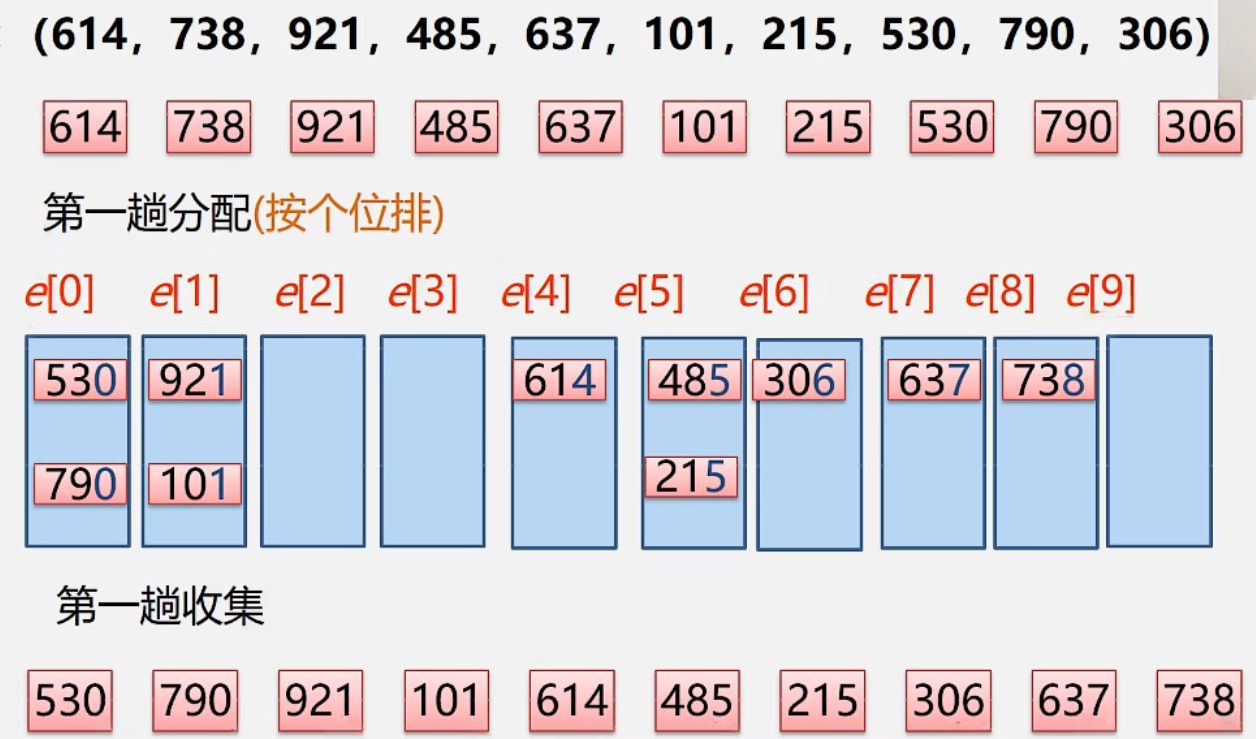 (614, 738, 921, 485, 637, 101, 215, 530, 790, 306)
614 738 921 485 637 101 215 530 790 306
第一趟分配(按个位排)
e[0] e[1] e[2] e[3] e[4] e[5] e[6] e[7] e[8] e[9]
530 921 614 485 306 637 738
790 101 215
第一趟收集
530 790 921 101 614 485 215 306 637 738